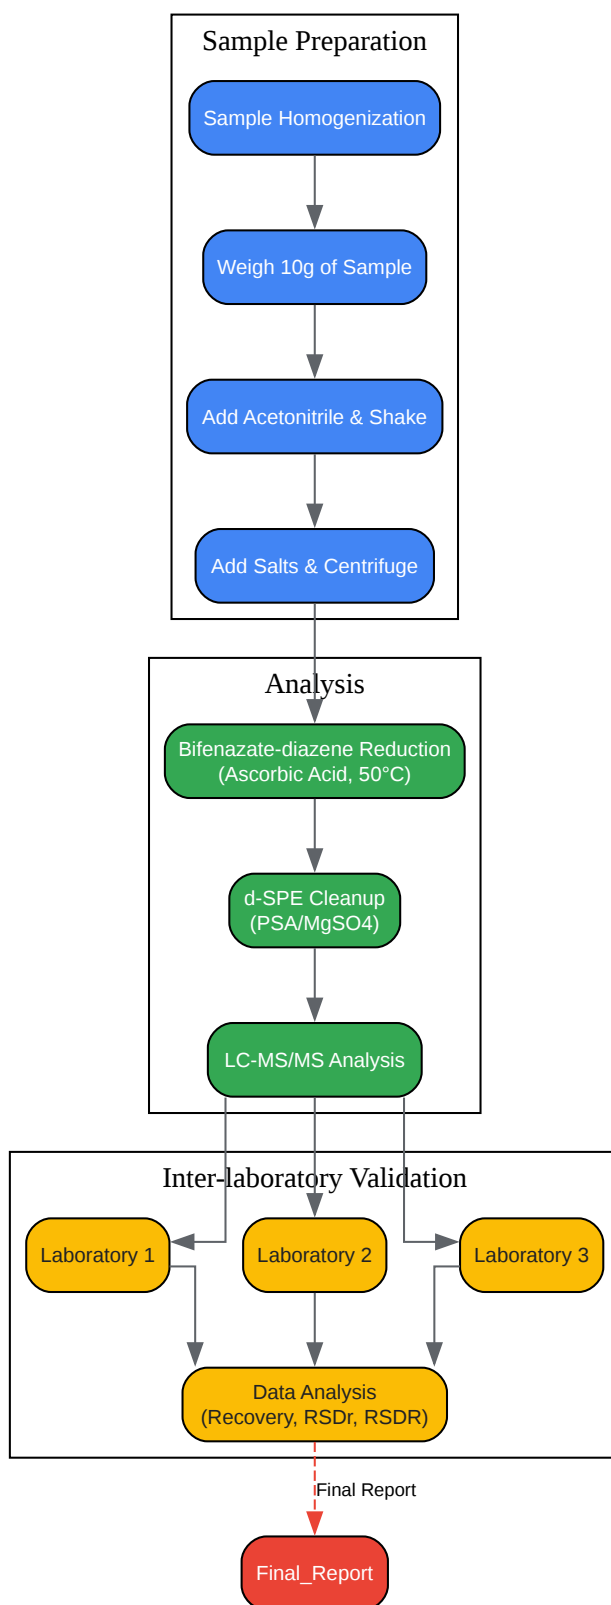 Sample Preparation
Sample Homogenization
Weigh 10g of Sample
Add Acetonitrile & Shake
Add Salts & Centrifuge
Analysis
Bifenazate-diazene Reduction
(Ascorbic Acid, 50°C)
d-SPE Cleanup
(PSA/MgSO4)
LC-MS/MS Analysis
Inter-laboratory Validation
Laboratory 1
Laboratory 2
Laboratory 3
Data Analysis
(Recovery, RSDr, RSDR)
Final Report
Final_Report